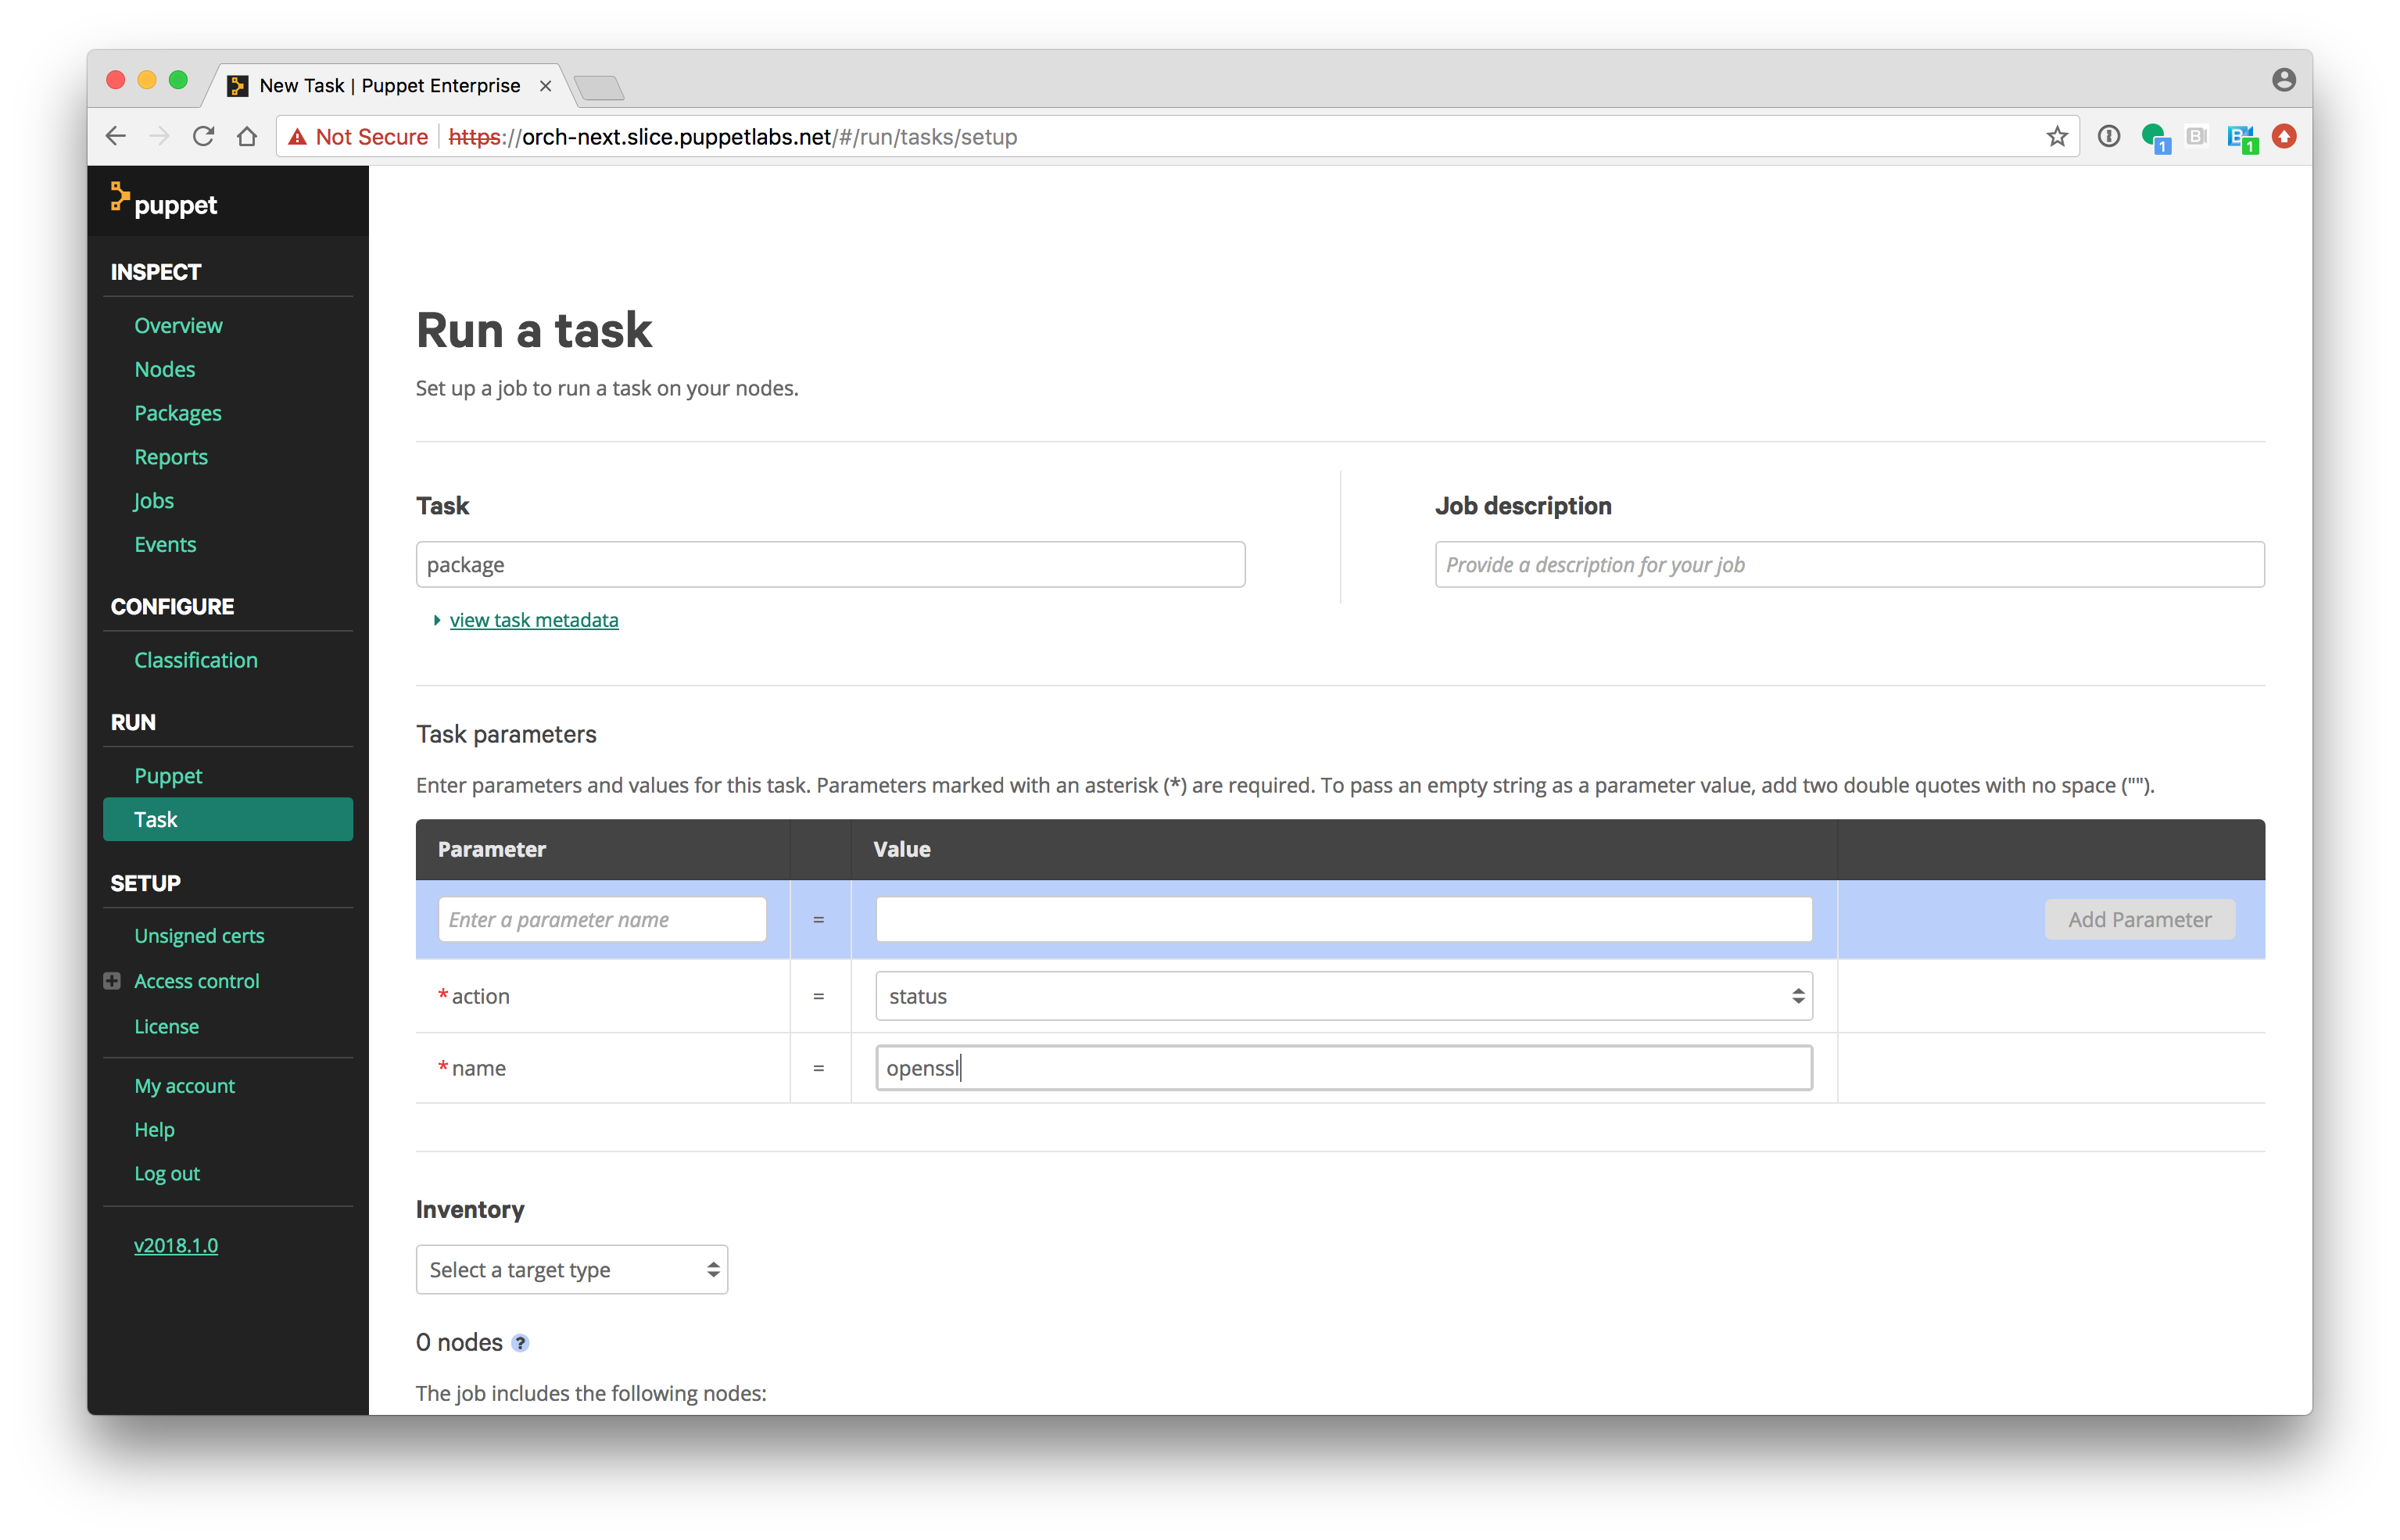 New Task | Puppet Enterprise
Not Secure https://orch-next.slice.puppetlabs.net/#/run/tasks/setup
1
B
B
1
puppet
INSPECT
Overview
Nodes
Packages
Reports
Jobs
Events
CONFIGURE
Classification
RUN
Puppet
Task
SETUP
Unsigned certs
Access control
License
My account
Help
Log out
v2018.1.0
Run a task
Set up a job to run a task on your nodes.
Task
package
view task metadata
Job description
Provide a description for your job
Task parameters
Enter parameters and values for this task. Parameters marked with an asterisk (*) are required. To pass an empty string as a parameter value, add two double quotes with no space ("").
Parameter Value
Enter a parameter name = Add Parameter
*action = status
*name = openssl
Inventory
Select a target type
0 nodes ?
The job includes the following nodes: